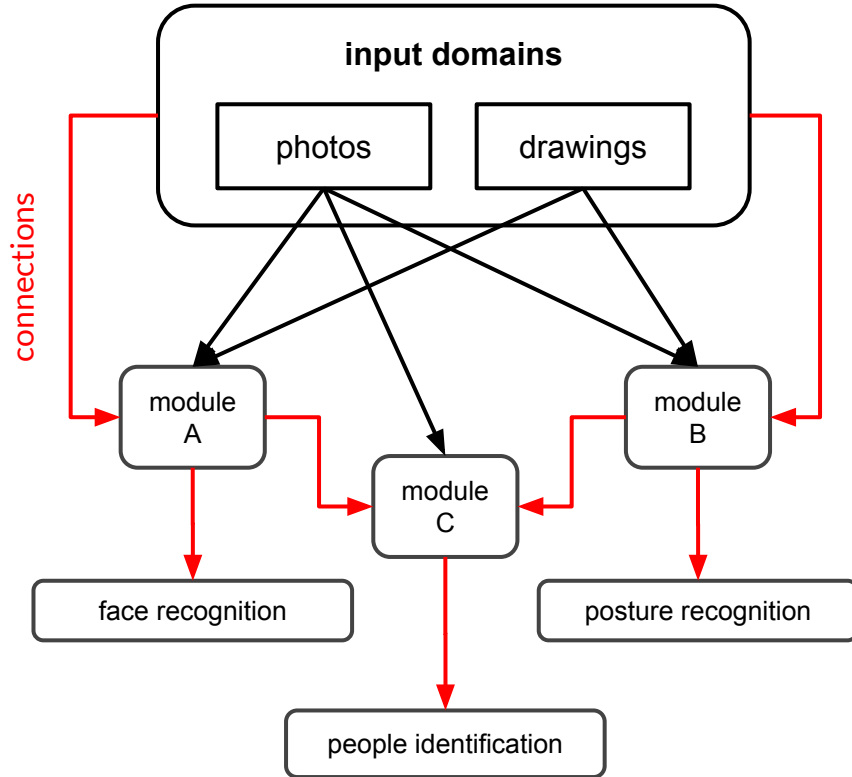 input domains
photos
drawings
connections
module
A
module
B
module
C
face recognition
posture recognition
people identification